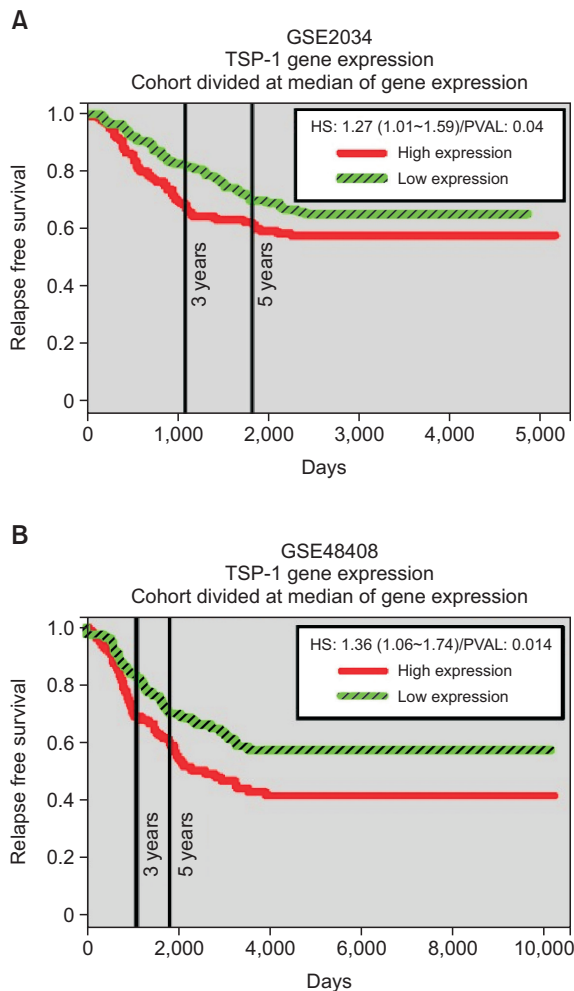 A
GSE2034
TSP-1 gene expression
Cohort divided at median of gene expression
HS: 1.27 (1.01~1.59)/PVAL: 0.04
High expression
Low expression
Relapse free survival
1.0
0.8
0.6
0.4
0.2
0
3 years
5 years
0 1,000 2,000 3,000 4,000 5,000
Days
B
GSE48408
TSP-1 gene expression
Cohort divided at median of gene expression
HS: 1.36 (1.06~1.74)/PVAL: 0.014
High expression
Low expression
Relapse free survival
1.0
0.8
0.6
0.4
0.2
0
3 years
5 years
0 2,000 4,000 6,000 8,000 10,000
Days